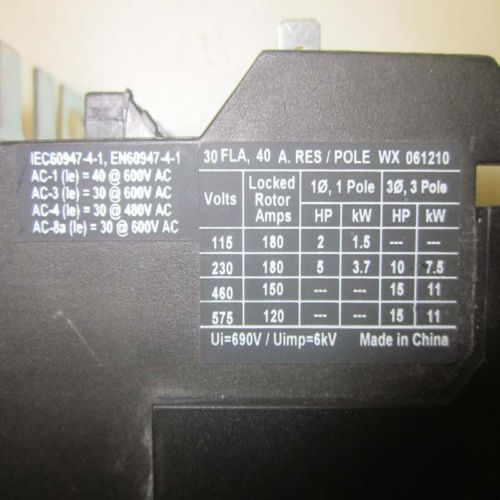 IEC60947-4-1, EN60947-4-1
AC-1 (Ie) = 40 @ 600V AC
AC-3 (Ie) = 30 @ 600V AC
AC-4 (Ie) = 30 @ 480V AC
AC-8a (Ie) = 30 @ 600V AC
30 FLA, 40 A. RES / POLE WX 061210
Volts Locked Rotor Amps 1Ø, 1 Pole 3Ø, 3 Pole
HP kW HP kW
115 180 2 1.5 --- ---
230 180 5 3.7 10 7.5
460 150 --- --- 15 11
575 120 --- --- 15 11
Ui=690V / Uimp=6kV Made in China